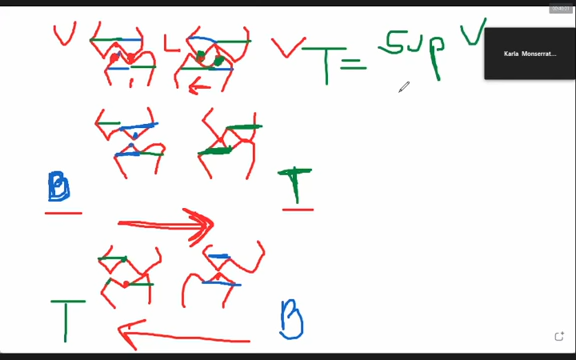 V L V T = SUP V
Karla Monserrat...
B T
T B